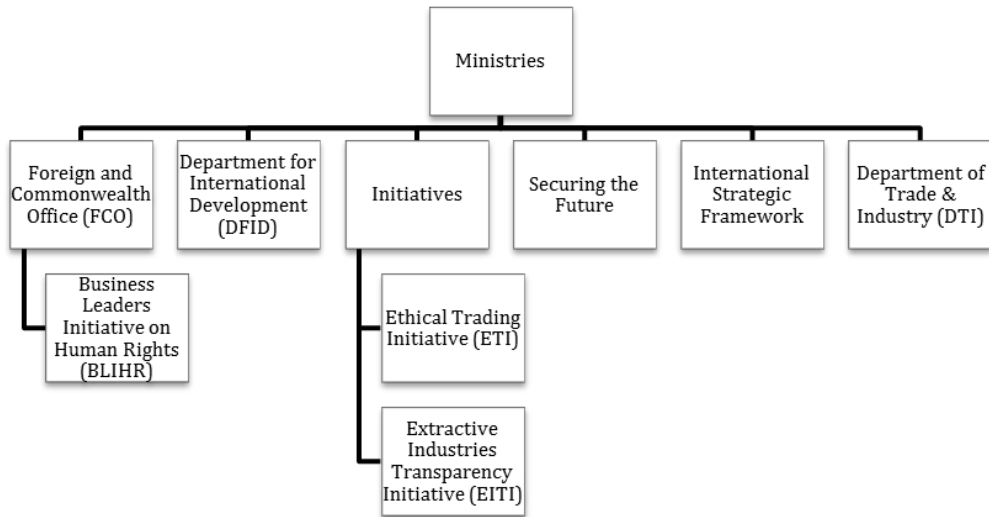 Ministries
Foreign and
Commonwealth
Office (FCO)
Department for
International
Development
(DFID)
Initiatives
Securing the
Future
International
Strategic
Framework
Department of
Trade &
Industry (DTI)
Business
Leaders
Initiative on
Human Rights
(BLIHR)
Ethical Trading
Initiative (ETI)
Extractive
Industries
Transparency
Initiative (EITI)